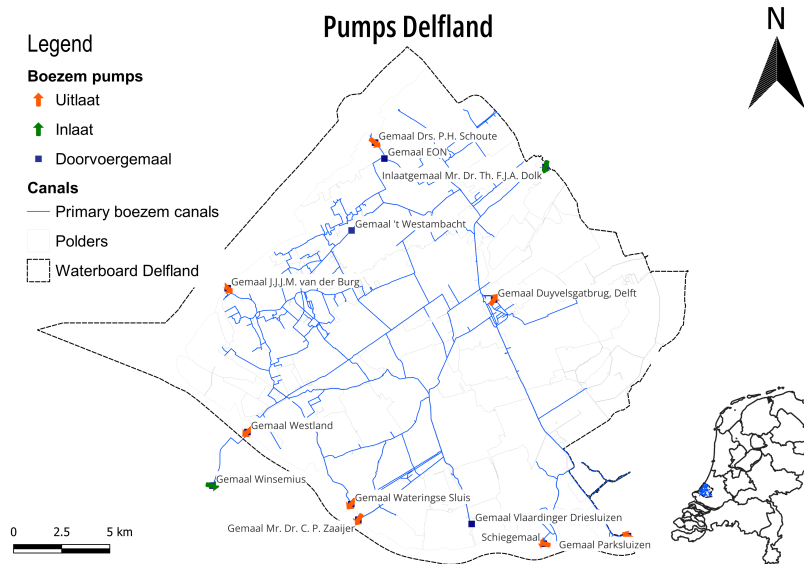 Pumps Delfland
N
Legend
Boezem pumps
Uitlaat
Inlaat
Doorvoergemaal
Canals
Primary boezem canals
Polders
Waterboard Delfland
Gemaal Drs. P.H. Schoute
Gemaal EON
Inlaatgemaal Mr. Dr. Th. F.J.A. Dolk
Gemaal 't Westambacht
Gemaal J.J.J.M. van der Burg
Gemaal Duyvelsgatbrug, Delft
Gemaal Westland
Gemaal Winsemius
Gemaal Wateringse Sluis
Gemaal Mr. Dr. C. P. Zaaijer
Gemaal Vlaardinger Driesluizen
Schiegemaal
Gemaal Parksluizen
0 2.5 5 km